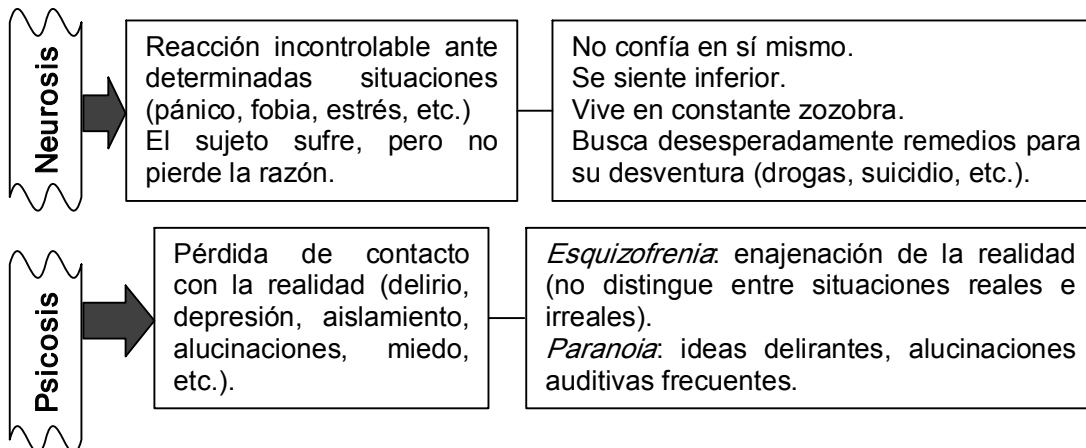 Neurosis
Reacción incontrolable ante
determinadas situaciones
(pánico, fobia, estrés, etc.)
El sujeto sufre, pero no
pierde la razón.
No confía en sí mismo.
Se siente inferior.
Vive en constante zozobra.
Busca desesperadamente remedios para
su desventura (drogas, suicidio, etc.).
Psicosis
Pérdida de contacto
con la realidad (delirio,
depresión, aislamiento,
alucinaciones, miedo,
etc.).
Esquizofrenia: enajenación de la realidad
(no distingue entre situaciones reales e
irreales).
Paranoia: ideas delirantes, alucinaciones
auditivas frecuentes.